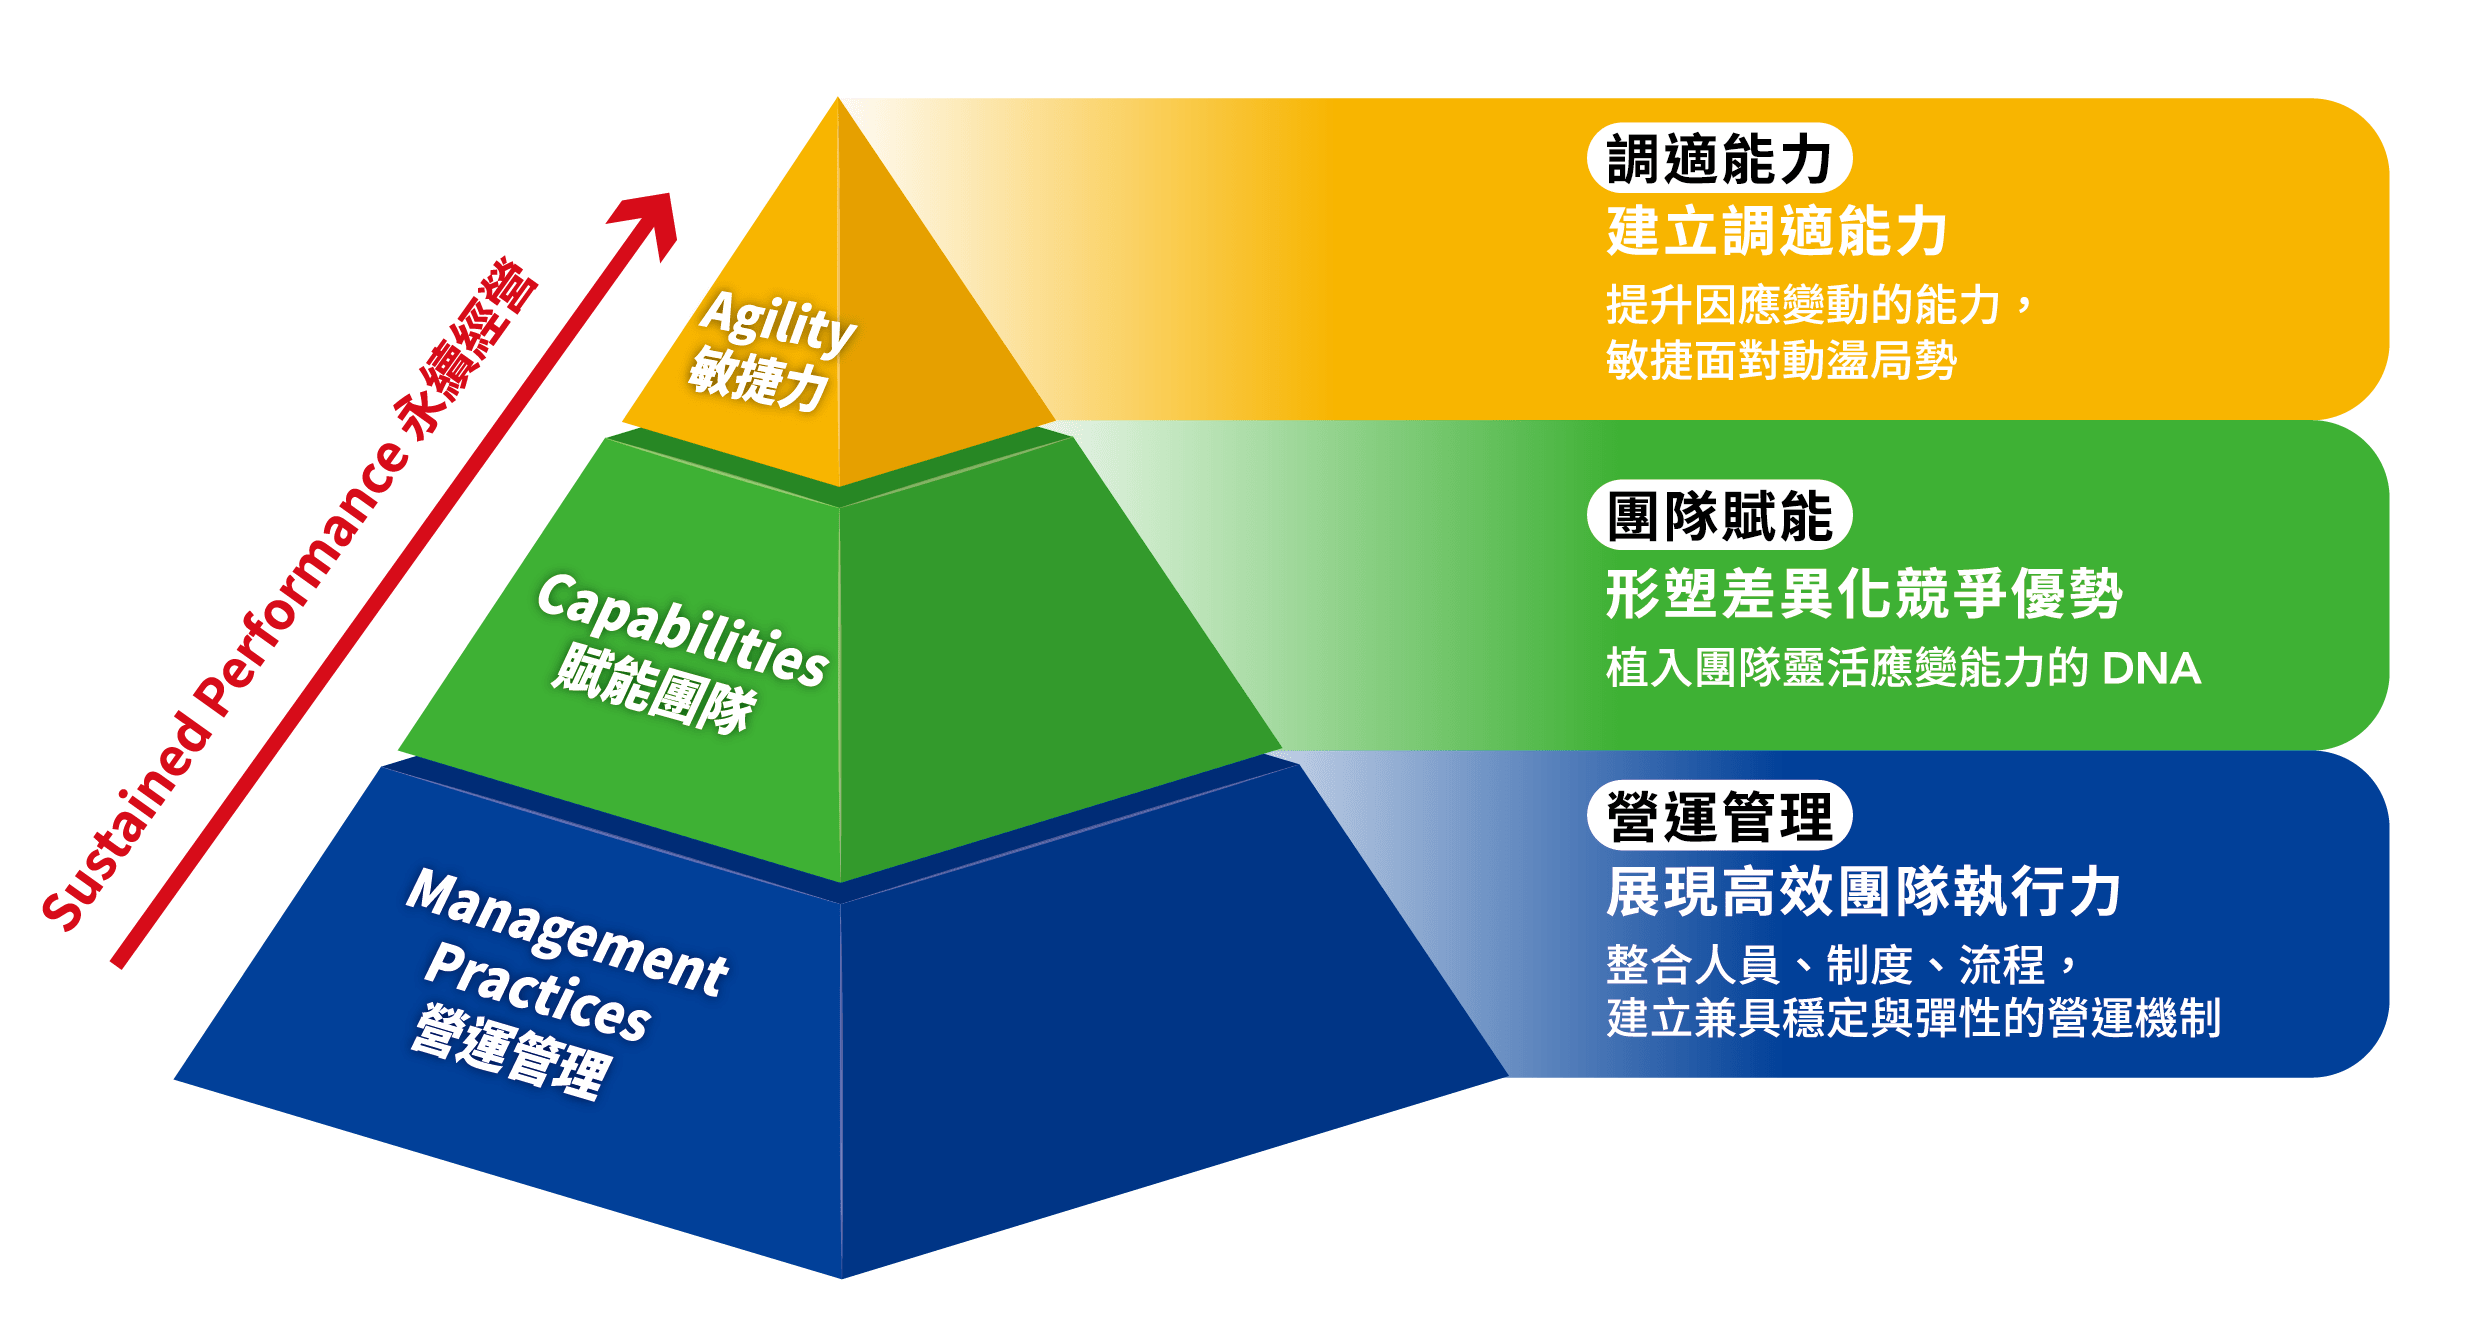 Sustained Performance 永續經營
Agility
敏捷力
Capabilities
賦能團隊
Management
Practices
營運管理
調適能力
建立調適能力
提升因應變動的能力，
敏捷面對動盪局勢
團隊賦能
形塑差異化競爭優勢
植入團隊靈活應變能力的 DNA
營運管理
展現高效團隊執行力
整合人員、制度、流程，
建立兼具穩定與彈性的營運機制